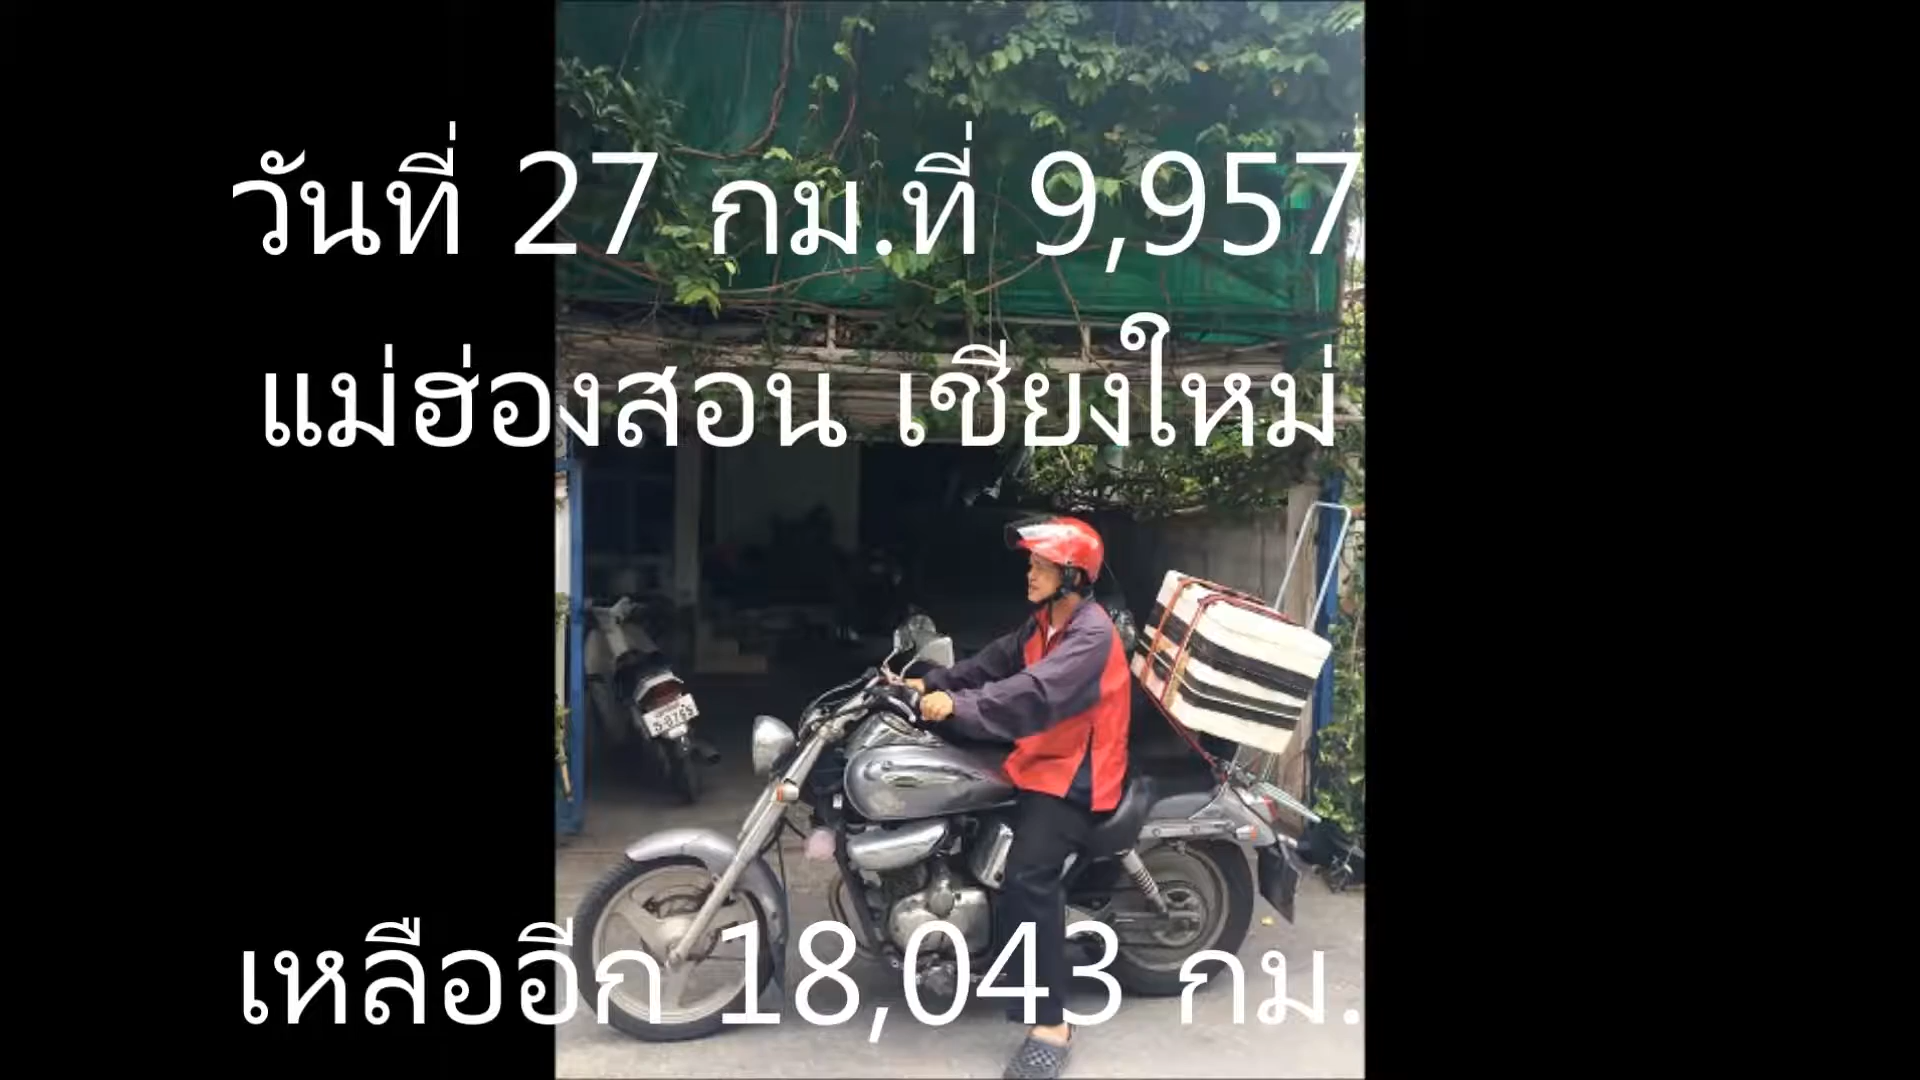 วันที่ 27 กม.ที่ 9,957
แม่ฮ่องสอน เชียงใหม่
เหลืออีก 18,043 กม.